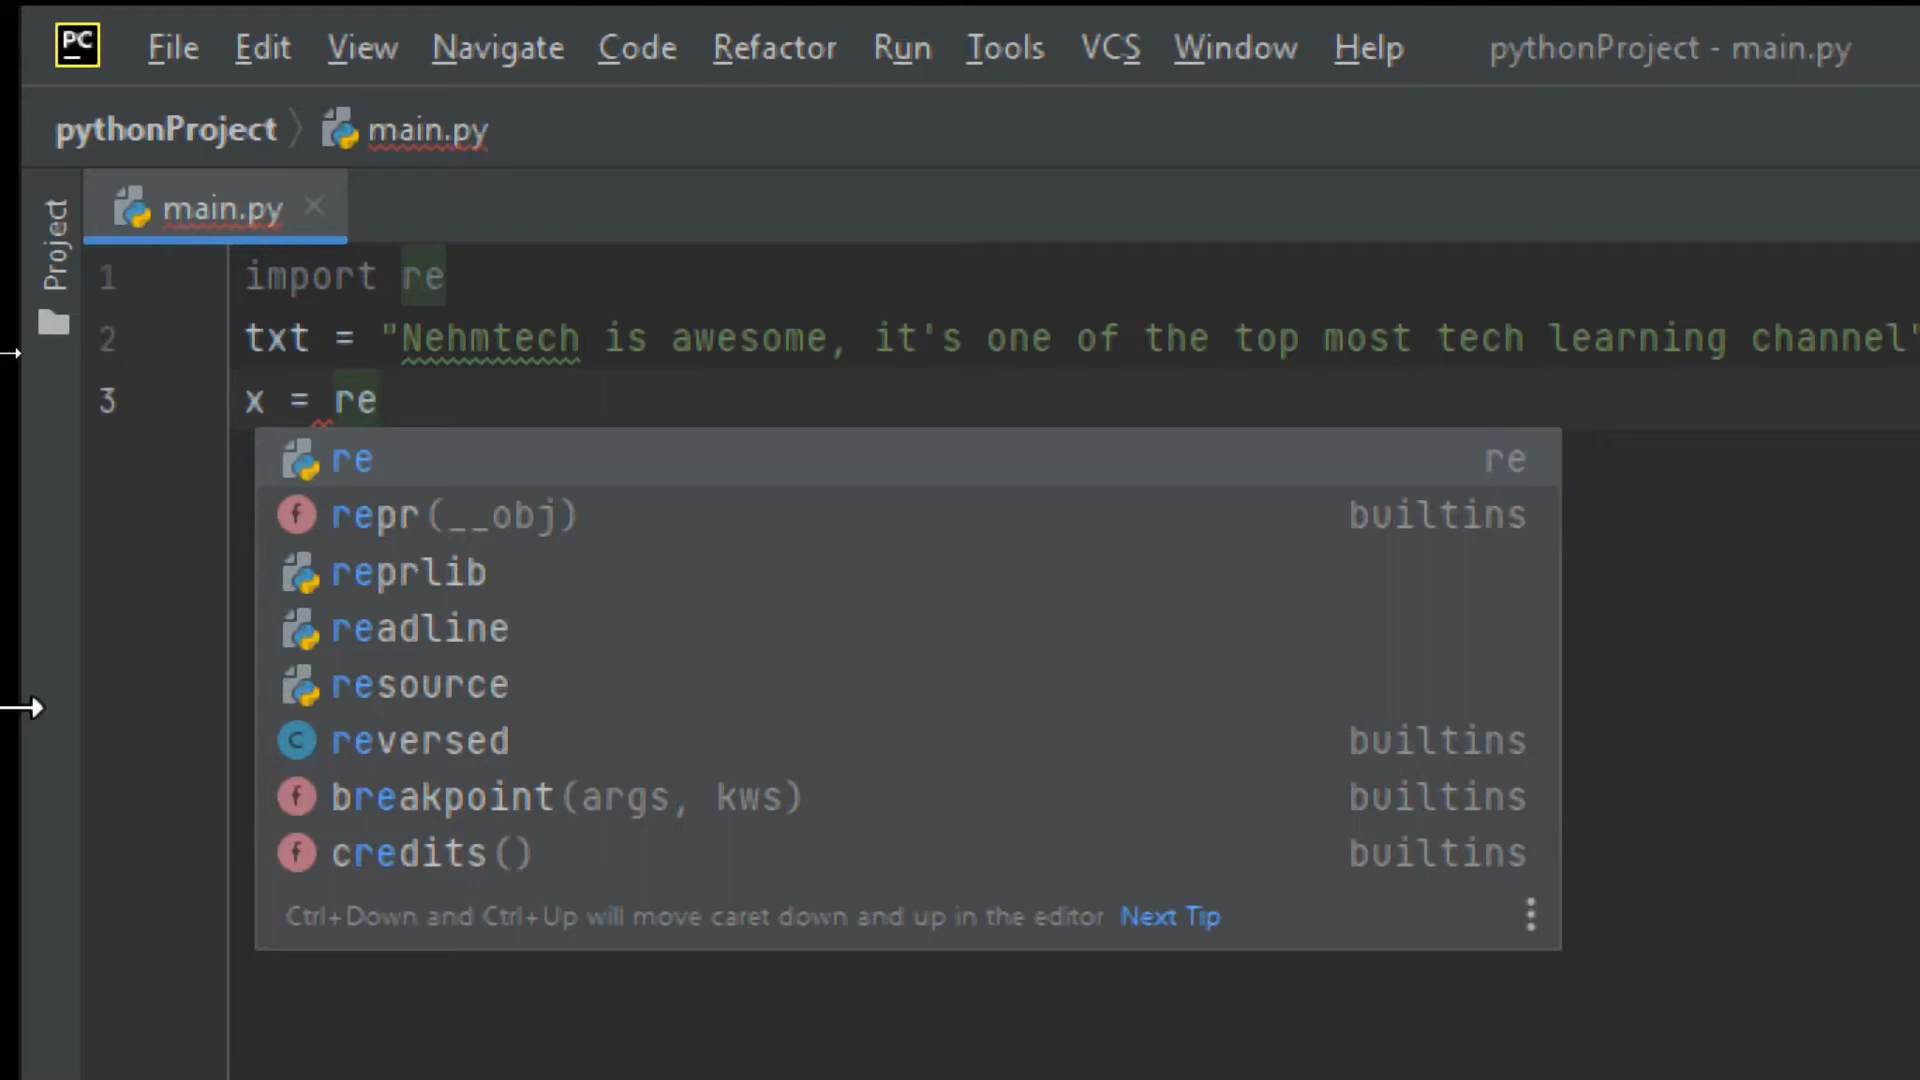 PC File Edit View Navigate Code Refactor Run Tools VCS Window Help pythonProject - main.py
pythonProject main.py
Project
main.py
1 import re
2 txt = "Nehmtech is awesome, it's one of the top most tech learning channel"
3 x = re
re re
repr(__obj) builtins
reprlib
readline
resource
C reversed builtins
f breakpoint(args, kws) builtins
f credits() builtins
Ctrl+Down and Ctrl+Up will move caret down and up in the editor Next Tip